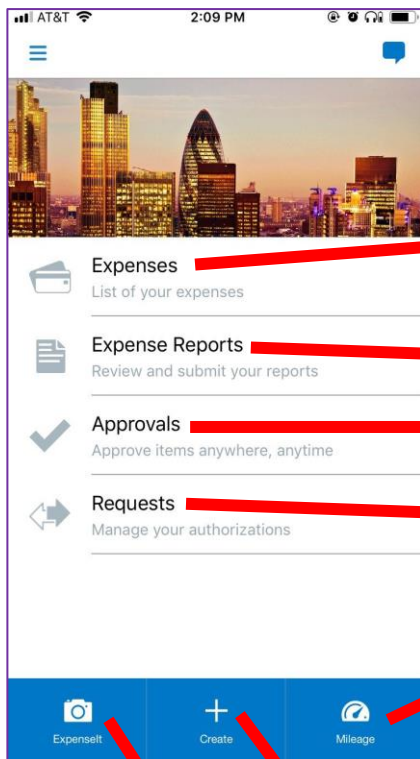 AT&T 2:09 PM
Expenses
List of your expenses
Expense Reports
Review and submit your reports
Approvals
Approve items anywhere, anytime
Requests
Manage your authorizations
ExpenseIt Create Mileage